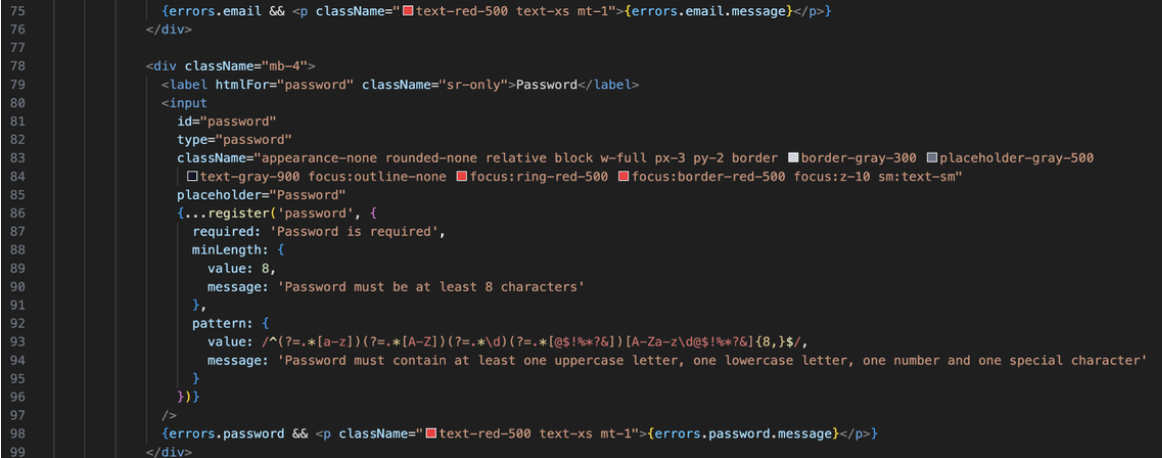 75 {errors.email && <p className="text-red-500 text-xs mt-1">{errors.email.message}</p>}
76 </div>
77
78 <div className="mb-4">
79 <label htmlFor="password" className="sr-only">Password</label>
80 <input
81 id="password"
82 type="password"
83 className="appearance-none rounded-none relative block w-full px-3 py-2 border border-gray-300 placeholder-gray-500
84 text-gray-900 focus:outline-none focus:ring-red-500 focus:border-red-500 focus:z-10 sm:text-sm"
85 placeholder="Password"
86 {...register('password', {
87 required: 'Password is required',
88 minLength: {
89 value: 8,
90 message: 'Password must be at least 8 characters'
91 },
92 pattern: {
93 value: /^(?=.*[a-z])(?=.*[A-Z])(?=.*\d)(?=.*[@$!%*?&])[A-Za-z\d@$!%*?&]{8,}$/,
94 message: 'Password must contain at least one uppercase letter, one lowercase letter, one number and one special character'
95 }
96 })}
97 />
98 {errors.password && <p className="text-red-500 text-xs mt-1">{errors.password.message}</p>}
99 </div>